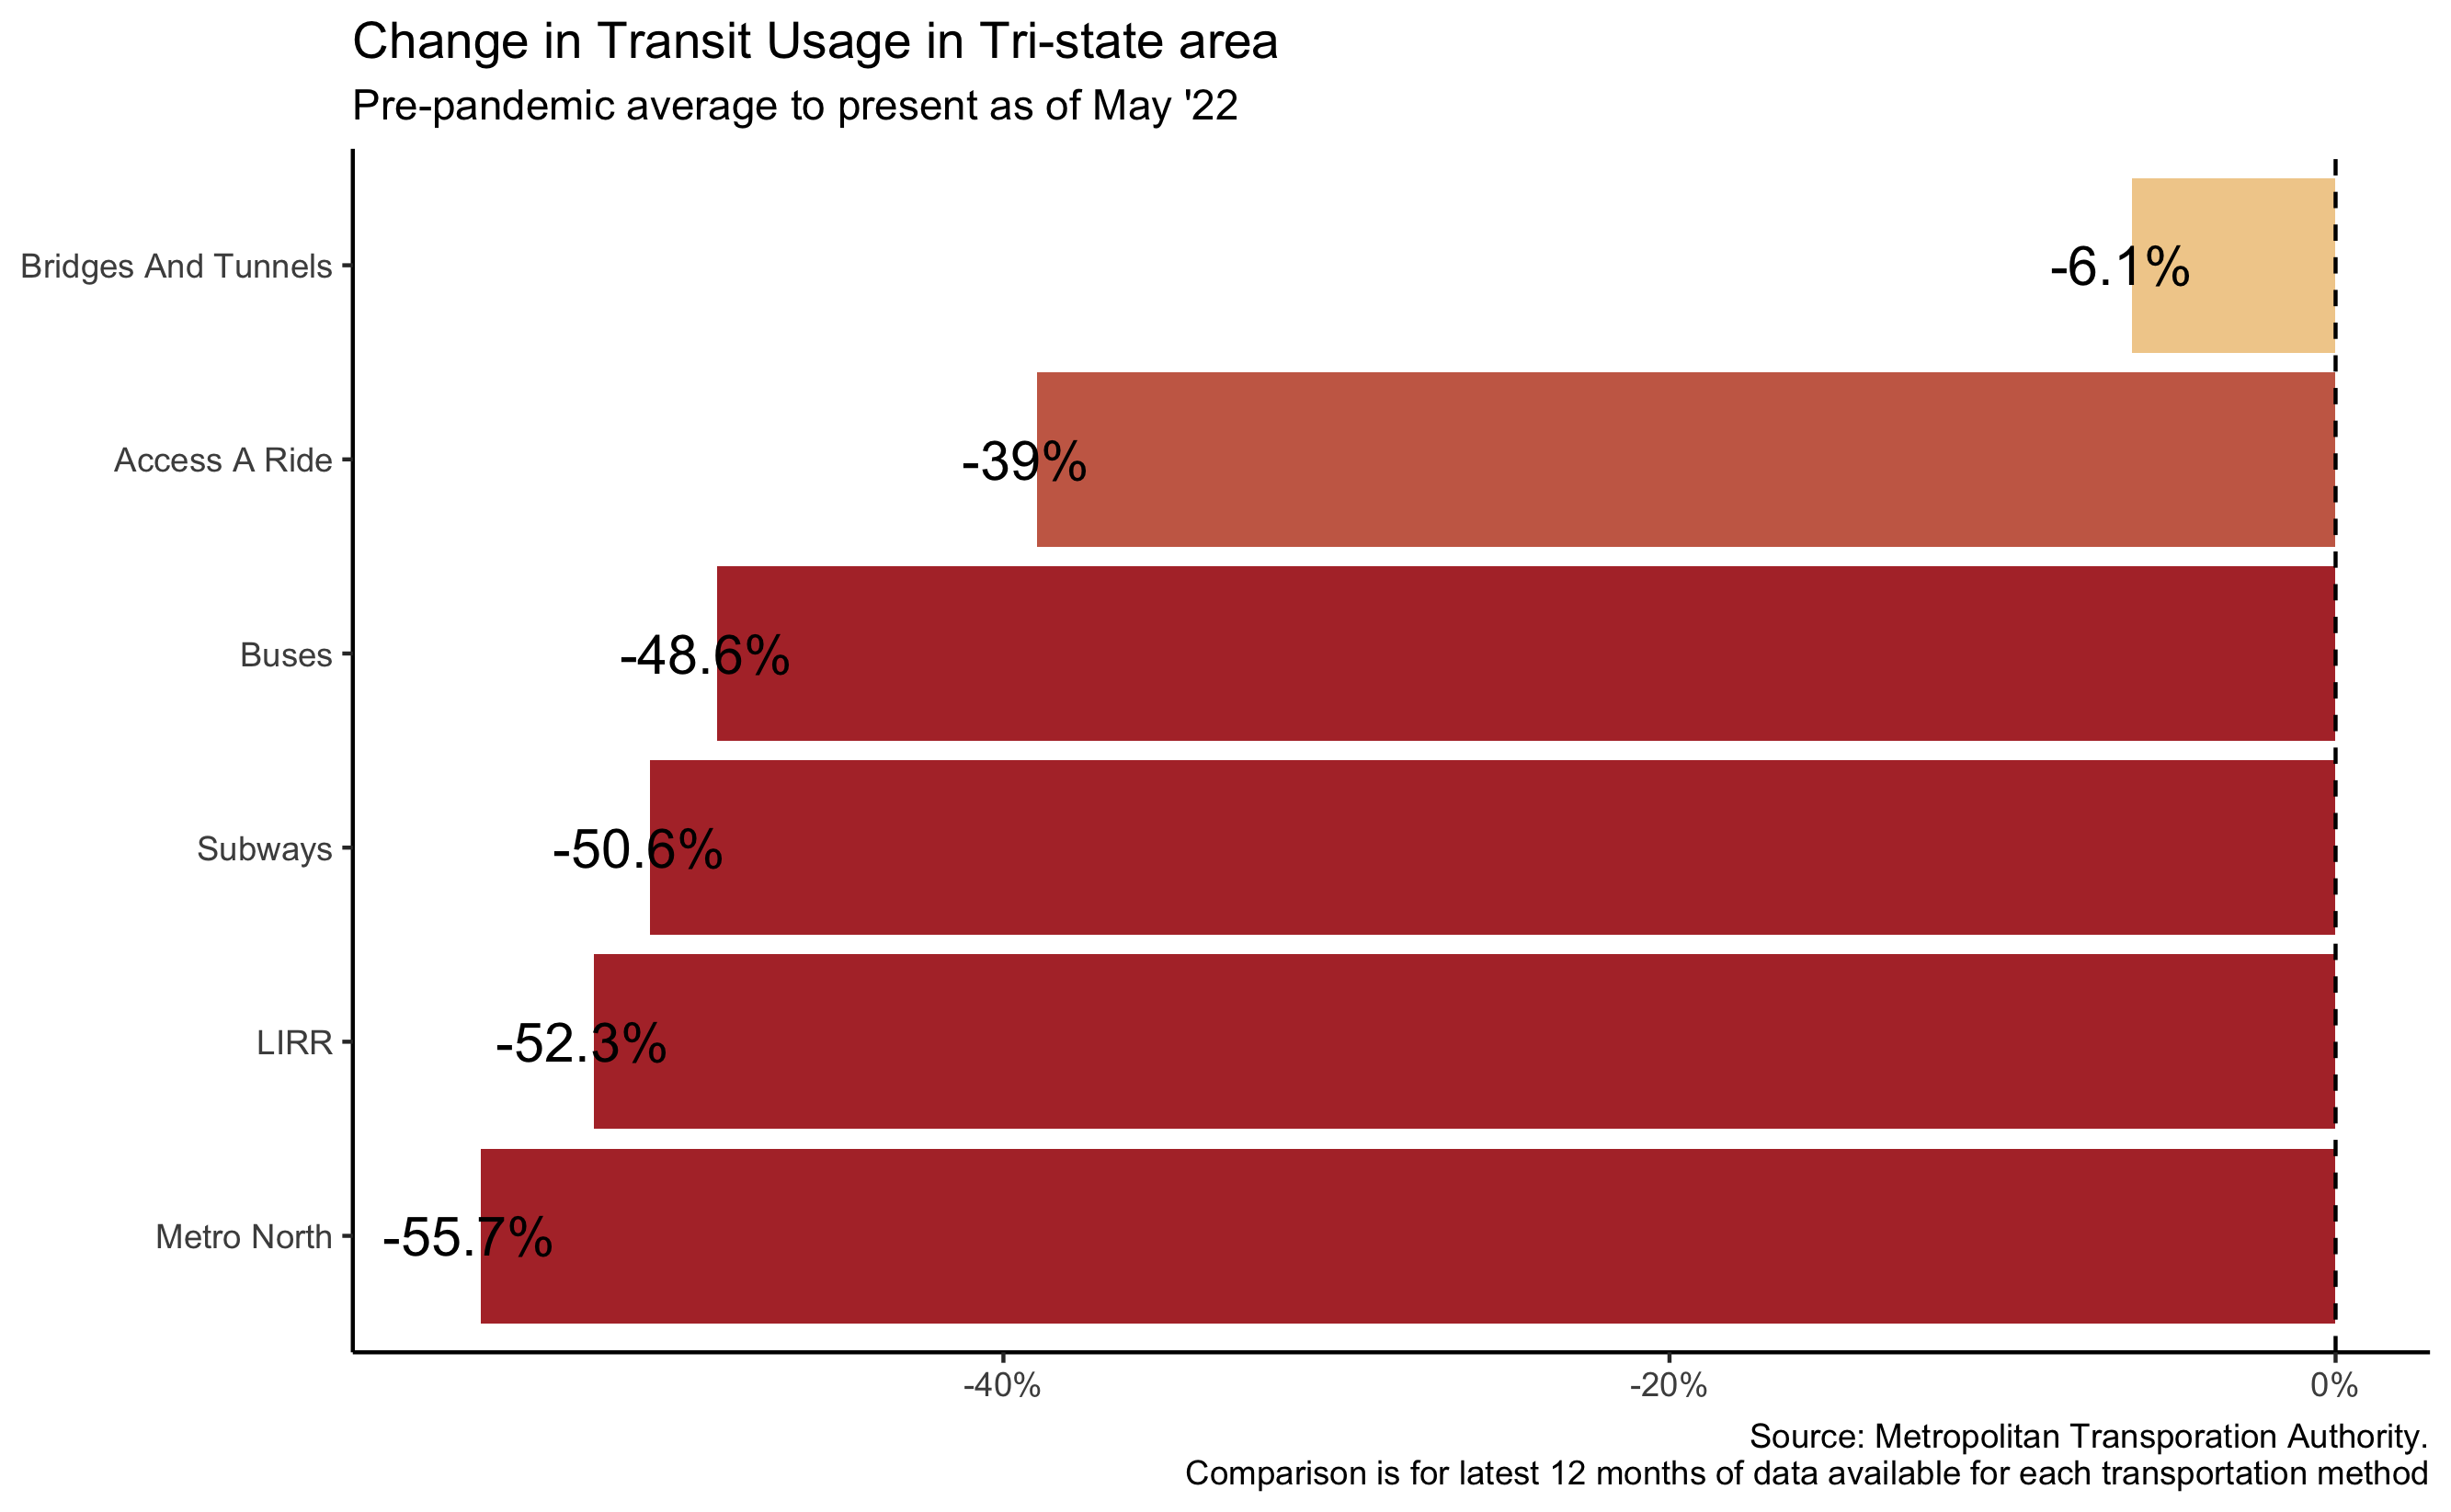 Change in Transit Usage in Tri-state area
Pre-pandemic average to present as of May '22
Bridges And Tunnels
-6.1%
Access A Ride
-39%
Buses
-48.6%
Subways
-50.6%
LIRR
-52.3%
Metro North
-55.7%
-40%
-20%
0%
Source: Metropolitan Transporation Authority.
Comparison is for latest 12 months of data available for each transportation method